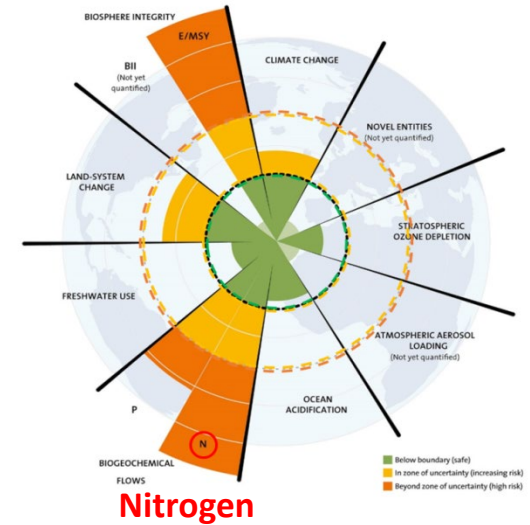 BIOSPHERE INTEGRITY
E/MSY
BII
(Not yet
quantified)
CLIMATE CHANGE
NOVEL ENTITIES
(Not yet quantified)
LAND-SYSTEM
CHANGE
STRATOSPHERIC
OZONE DEPLETION
FRESHWATER USE
ATMOSPHERIC AEROSOL
LOADING
(Not yet quantified)
P
N
OCEAN
ACIDIFICATION
BIOGEOCHEMICAL
FLOWS
Below boundary (safe)
In zone of uncertainty (increasing risk)
Beyond zone of uncertainty (high risk)
Nitrogen